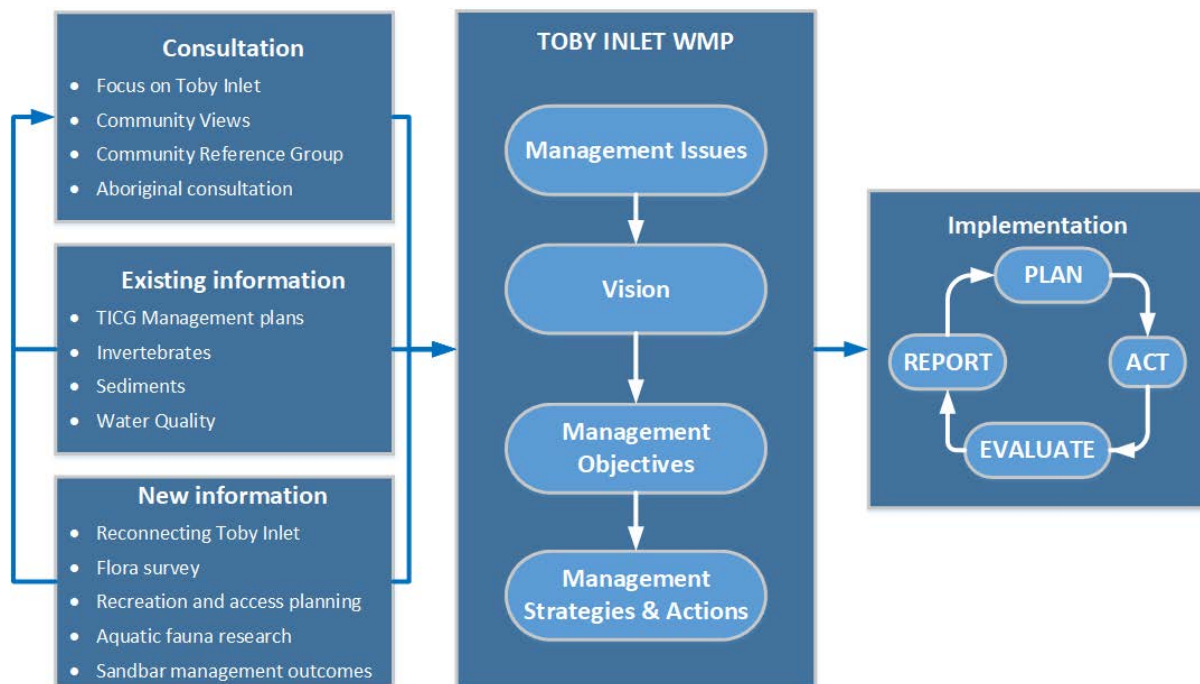 Consultation
• Focus on Toby Inlet
• Community Views
• Community Reference Group
• Aboriginal consultation
Existing information
• TICG Management plans
• Invertebrates
• Sediments
• Water Quality
New information
• Reconnecting Toby Inlet
• Flora survey
• Recreation and access planning
• Aquatic fauna research
• Sandbar management outcomes
TOBY INLET WMP
Management Issues
Vision
Management
Objectives
Management
Strategies & Actions
Implementation
PLAN
ACT
EVALUATE
REPORT